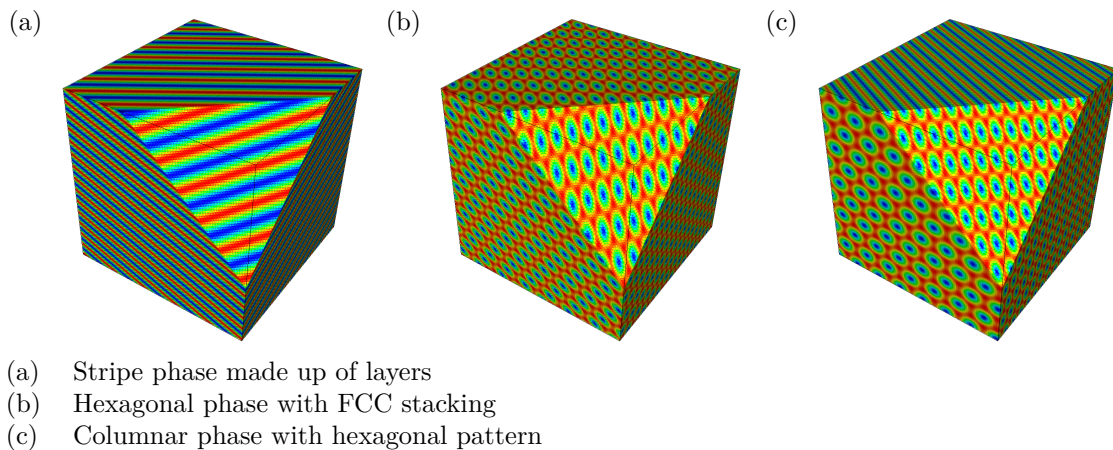 (a) (b) (c)
(a) Stripe phase made up of layers
(b) Hexagonal phase with FCC stacking
(c) Columnar phase with hexagonal pattern